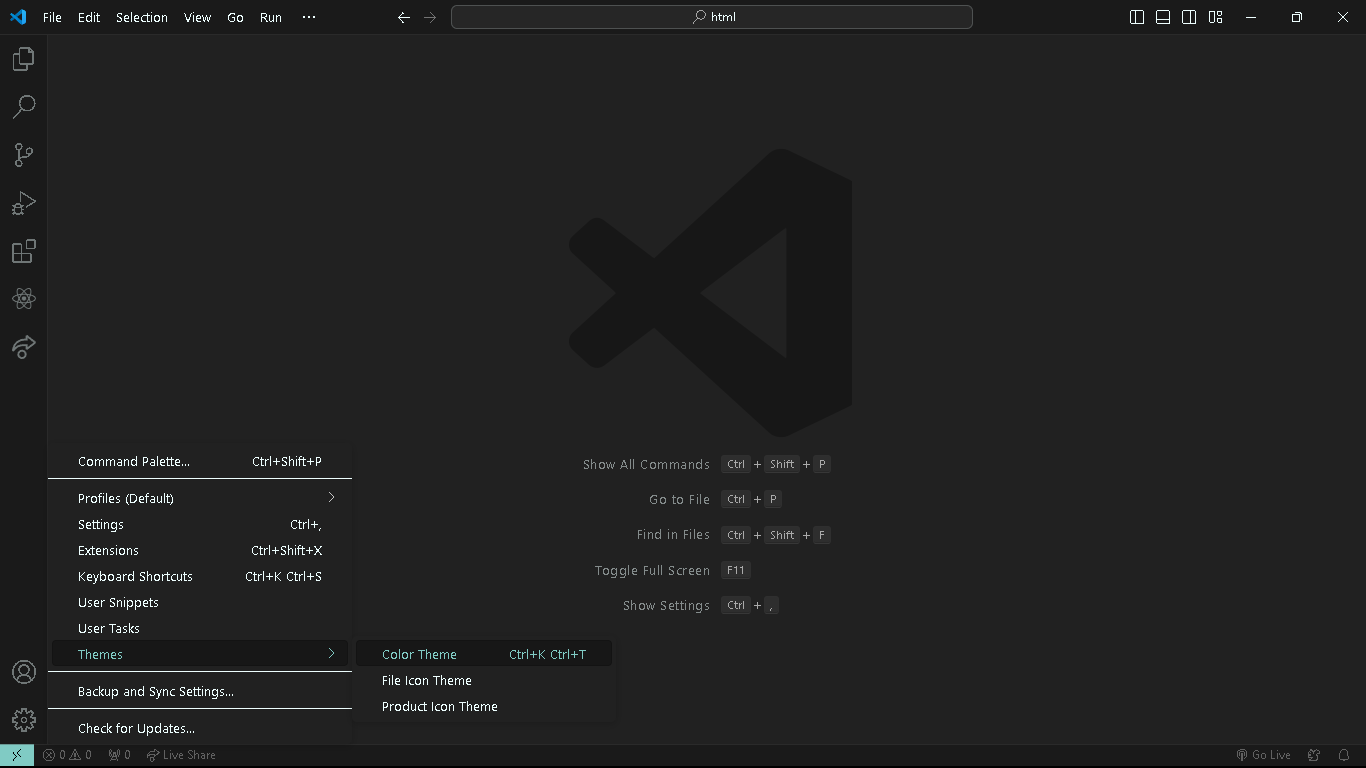 File Edit Selection View Go Run ...
html
Command Palette... Ctrl+Shift+P
Profiles (Default)
Settings Ctrl+,
Extensions Ctrl+Shift+X
Keyboard Shortcuts Ctrl+K Ctrl+S
User Snippets
User Tasks
Themes
Backup and Sync Settings...
Check for Updates...
Color Theme Ctrl+K Ctrl+T
File Icon Theme
Product Icon Theme
Show All Commands Ctrl + Shift + P
Go to File Ctrl + P
Find in Files Ctrl + Shift + F
Toggle Full Screen F11
Show Settings Ctrl + ,
0 0 0 Live Share Go Live